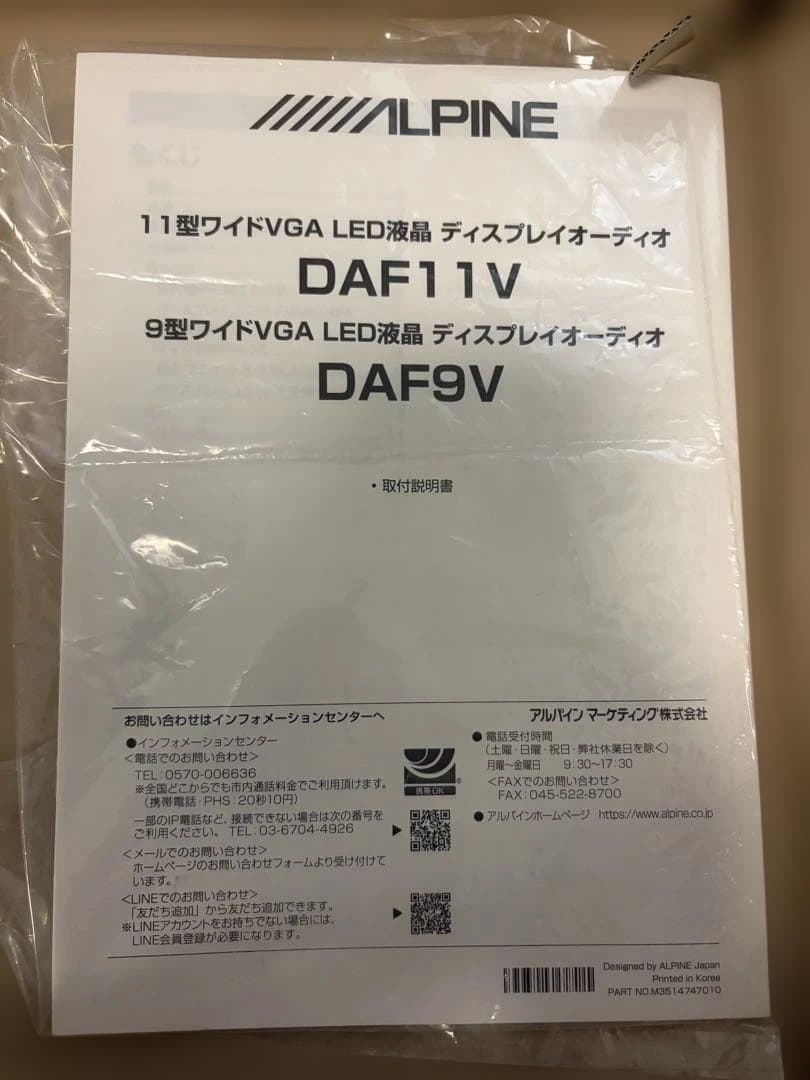 ALPINE
11型ワイドVGA LED液晶 ディスプレイオーディオ
DAF11V
9型ワイドVGA LED液晶 ディスプレイオーディオ
DAF9V
・取付説明書
お問い合わせはインフォメーションセンターへ
アルパイン マーケティング株式会社
●インフォメーションセンター
<電話でのお問い合わせ>
TEL:0570-006636
※全国どこからでも市内通話料金でご利用頂けます。
(携帯電話・PHS:20秒10円)
一部のIP電話など、接続できない場合は次の番号を
ご利用ください。 TEL:03-6704-4926
<メールでのお問い合わせ>
ホームページのお問い合わせフォームより受け付けて
います。
<LINEでのお問い合わせ>
「友だち追加」から友だち追加できます。
※LINEアカウントをお持ちでない場合には、
LINE会員登録が必要になります。
携帯OK
●電話受付時間
(土曜・日曜・祝日・弊社休業日を除く)
月曜〜金曜日 9:30〜17:30
<FAXでのお問い合わせ>
FAX:045-522-8700
●アルパインホームページ https://www.alpine.co.jp
Designed by ALPINE Japan
Printed in Korea
PART NO.M3514747010